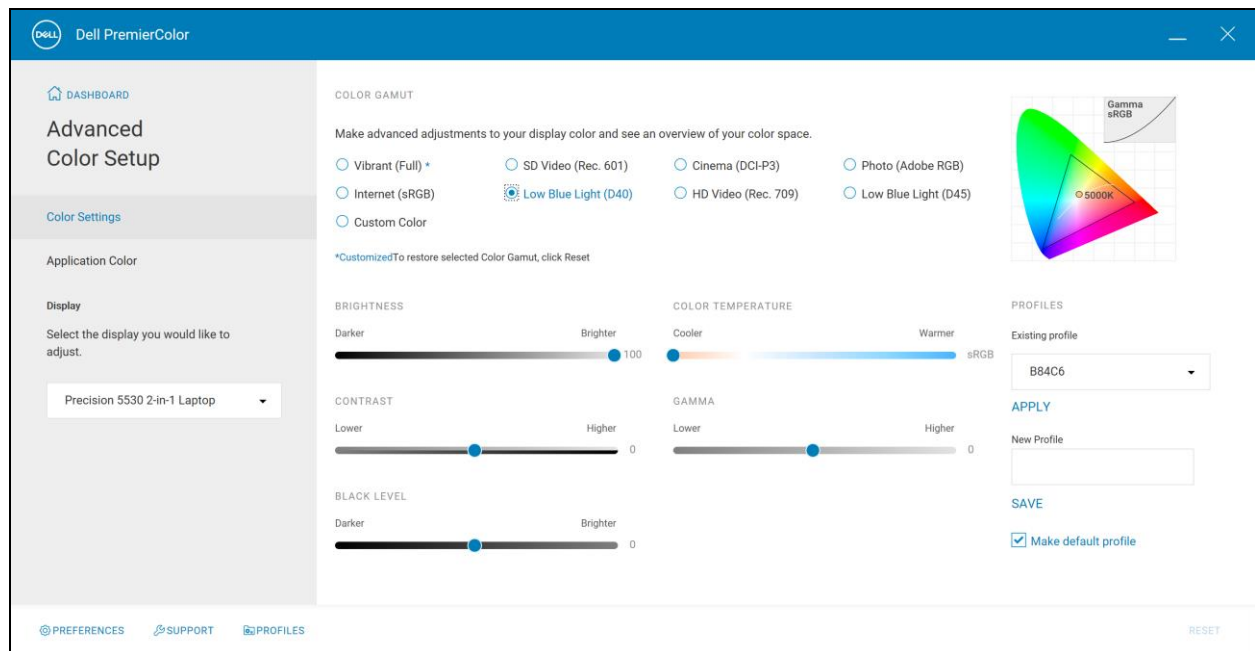 DELL
Dell PremierColor
DASHBOARD
Advanced
Color Setup
Color Settings
Application Color
Display
Select the display you would like to
adjust.
Precision 5530 2-in-1 Laptop
COLOR GAMUT
Make advanced adjustments to your display color and see an overview of your color space.
Vibrant (Full) *
SD Video (Rec. 601)
Cinema (DCI-P3)
Photo (Adobe RGB)
Internet (sRGB)
Low Blue Light (D40)
HD Video (Rec. 709)
Low Blue Light (D45)
Custom Color
*CustomizedTo restore selected Color Gamut, click Reset
BRIGHTNESS
Darker
Brighter
100
COLOR TEMPERATURE
Cooler
Warmer
sRGB
CONTRAST
Lower
Higher
0
GAMMA
Lower
Higher
0
BLACK LEVEL
Darker
Brighter
0
Gamma
sRGB
5000K
PROFILES
Existing profile
B84C6
APPLY
New Profile
SAVE
Make default profile
PREFERENCES
SUPPORT
PROFILES
RESET